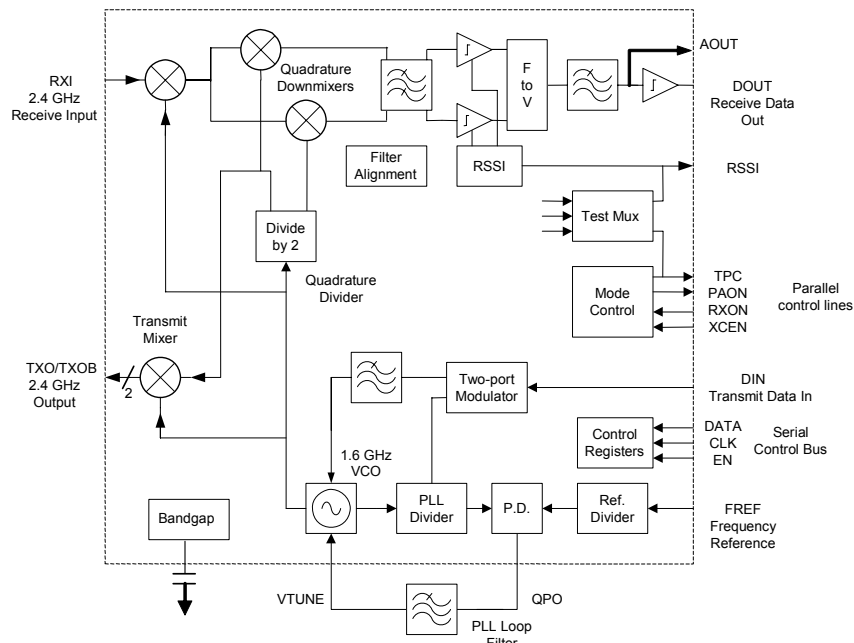 RXI
2.4 GHz
Receive Input
Quadrature
Downmixers
F
to
V
AOUT
DOUT
Receive Data
Out
Filter
Alignment
RSSI
RSSI
Test Mux
Divide
by 2
Quadrature
Divider
Mode
Control
TPC
PAON
RXON
XCEN
Parallel
control lines
Transmit
Mixer
TXO/TXOB
2.4 GHz
Output
2
Two-port
Modulator
DIN
Transmit Data In
Control
Registers
DATA
CLK
EN
Serial
Control Bus
1.6 GHz
VCO
PLL
Divider
P.D.
Ref.
Divider
FREF
Frequency
Reference
Bandgap
VTUNE
QPO
PLL Loop
Filter